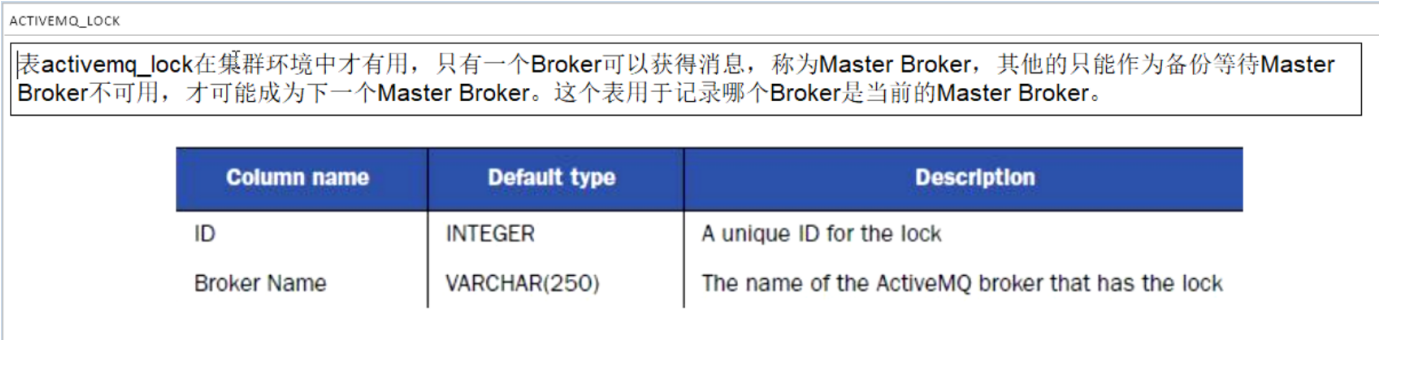 ACTIVEMQ_LOCK
表activemq_lock在集群环境中才有用，只有一个Broker可以获得消息，称为Master Broker，其他的只能作为备份等待Master
Broker不可用，才可能成为下一个Master Broker。这个表用于记录哪个Broker是当前的Master Broker。
Column name Default type Description
ID INTEGER A unique ID for the lock
Broker Name VARCHAR(250) The name of the ActiveMQ broker that has the lock